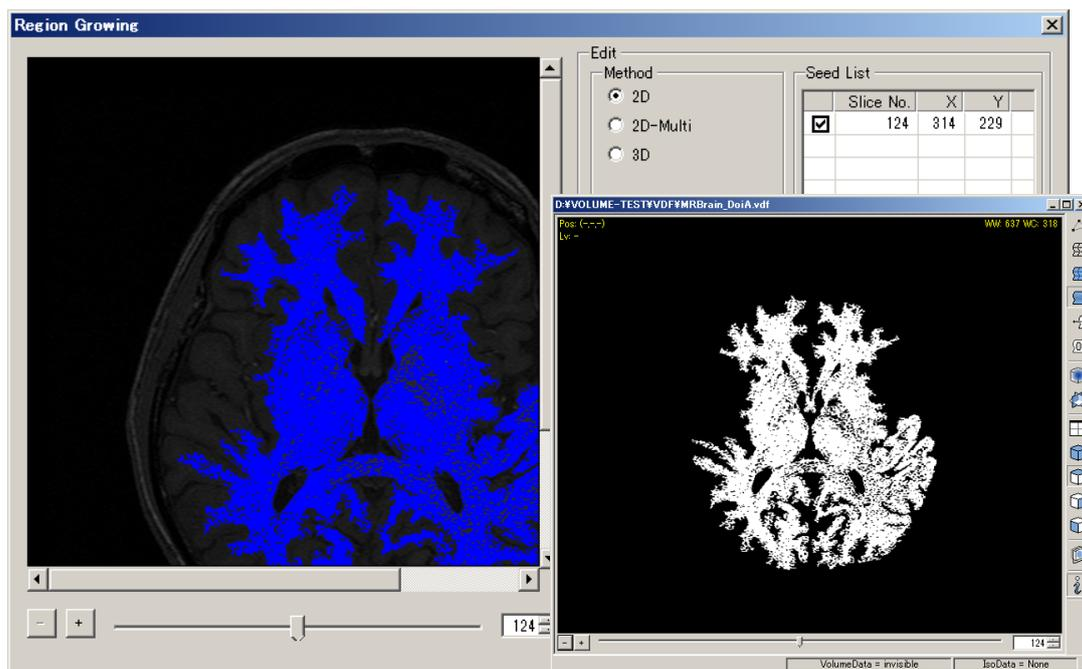 Region Growing
Edit
Method
2D
2D-Multi
3D
Seed List
Slice No. X Y
124 314 229
124
D:¥VOLUME-TEST¥VDF¥MRBrain_DoiA.vdf
Pos: (-,-,-)
Lv: -
WW: 637 WC: 318
124
VolumeData = invisible
IsoData = None